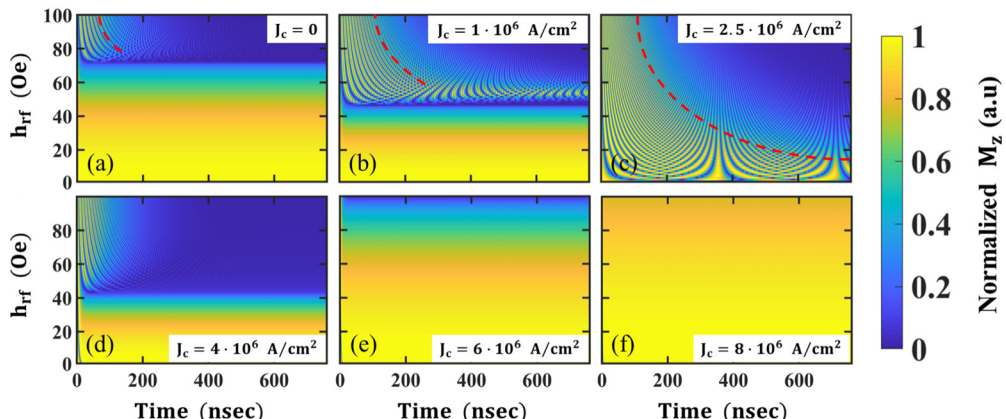 h_rf (Oe)
100
80
60
40
20
0
(a)
J_c = 0
(b)
J_c = 1 · 10^6 A/cm^2
(c)
J_c = 2.5 · 10^6 A/cm^2
h_rf (Oe)
80
60
40
20
0
(d)
J_c = 4 · 10^6 A/cm^2
(e)
J_c = 6 · 10^6 A/cm^2
(f)
J_c = 8 · 10^6 A/cm^2
0 200 400 600
0 200 400 600
0 200 400 600
Time (nsec)
Time (nsec)
Time (nsec)
1
0.8
0.6
0.4
0.2
0
Normalized M_z (a.u)